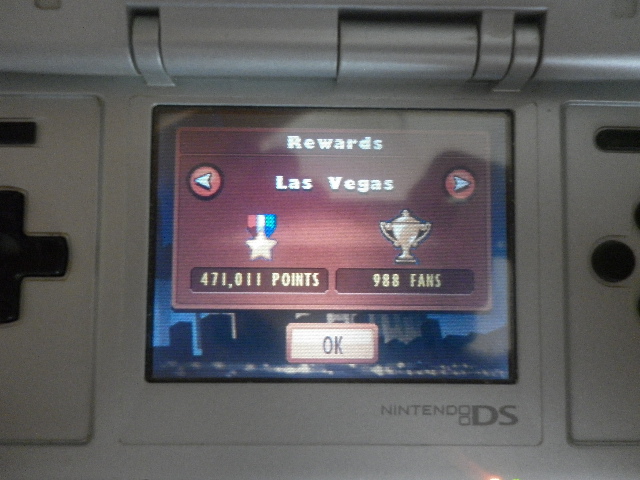 Rewards
Las Vegas
471,011 POINTS
988 FANS
OK
NINTENDO DS